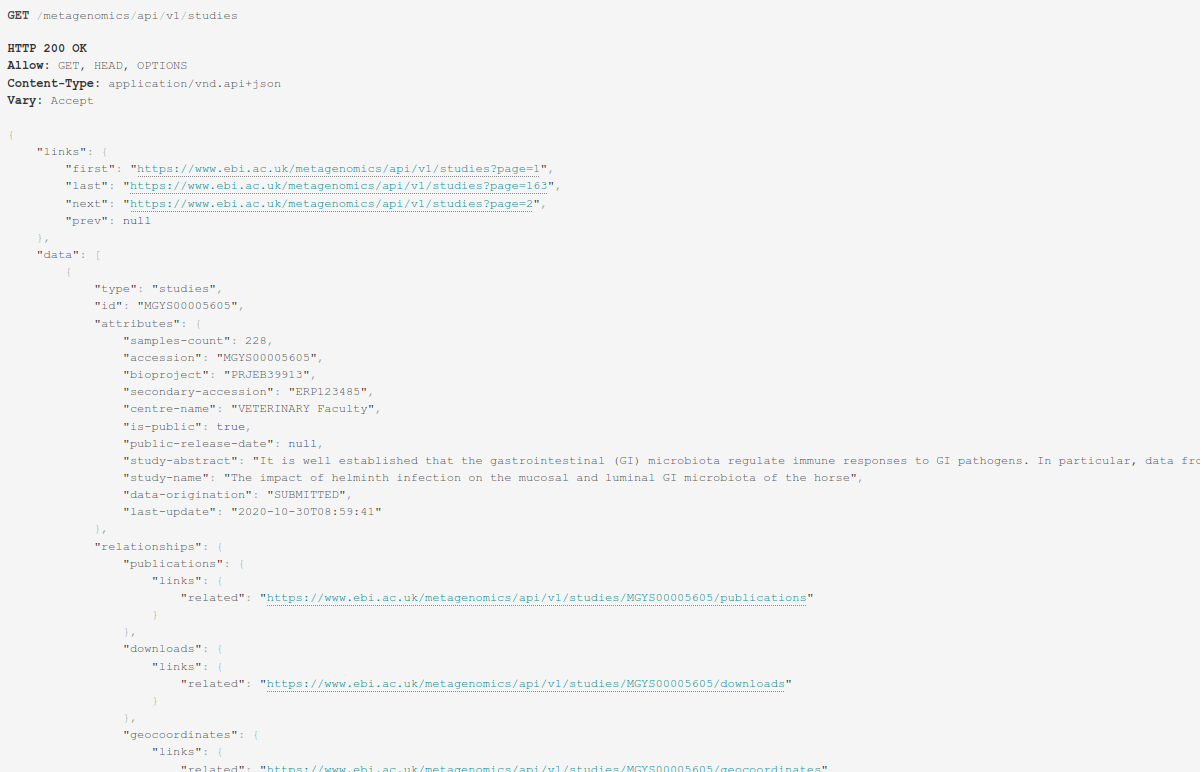 GET /metagenomics/api/v1/studies
HTTP 200 OK
Allow: GET, HEAD, OPTIONS
Content-Type: application/vnd.api+json
Vary: Accept
{
"links": {
"first": "https://www.ebi.ac.uk/metagenomics/api/v1/studies?page=1",
"last": "https://www.ebi.ac.uk/metagenomics/api/v1/studies?page=163",
"next": "https://www.ebi.ac.uk/metagenomics/api/v1/studies?page=2",
"prev": null
},
"data": [
{
"type": "studies",
"id": "MGYS00005605",
"attributes": {
"samples-count": 228,
"accession": "MGYS00005605",
"bioproject": "PRJEB39913",
"secondary-accession": "ERP123485",
"centre-name": "VETERINARY Faculty",
"is-public": true,
"public-release-date": null,
"study-abstract": "It is well established that the gastrointestinal (GI) microbiota regulate immune responses to GI pathogens. In particular, data fro
"study-name": "The impact of helminth infection on the mucosal and luminal GI microbiota of the horse",
"data-origination": "SUBMITTED",
"last-update": "2020-10-30T08:59:41"
},
"relationships": {
"publications": {
"links": {
"related": "https://www.ebi.ac.uk/metagenomics/api/v1/studies/MGYS00005605/publications"
}
},
"downloads": {
"links": {
"related": "https://www.ebi.ac.uk/metagenomics/api/v1/studies/MGYS00005605/downloads"
}
},
"geocoordinates": {
"links": {
"related": "https://www.ebi.ac.uk/metagenomics/api/v1/studies/MGYS00005605/geocoordinates"